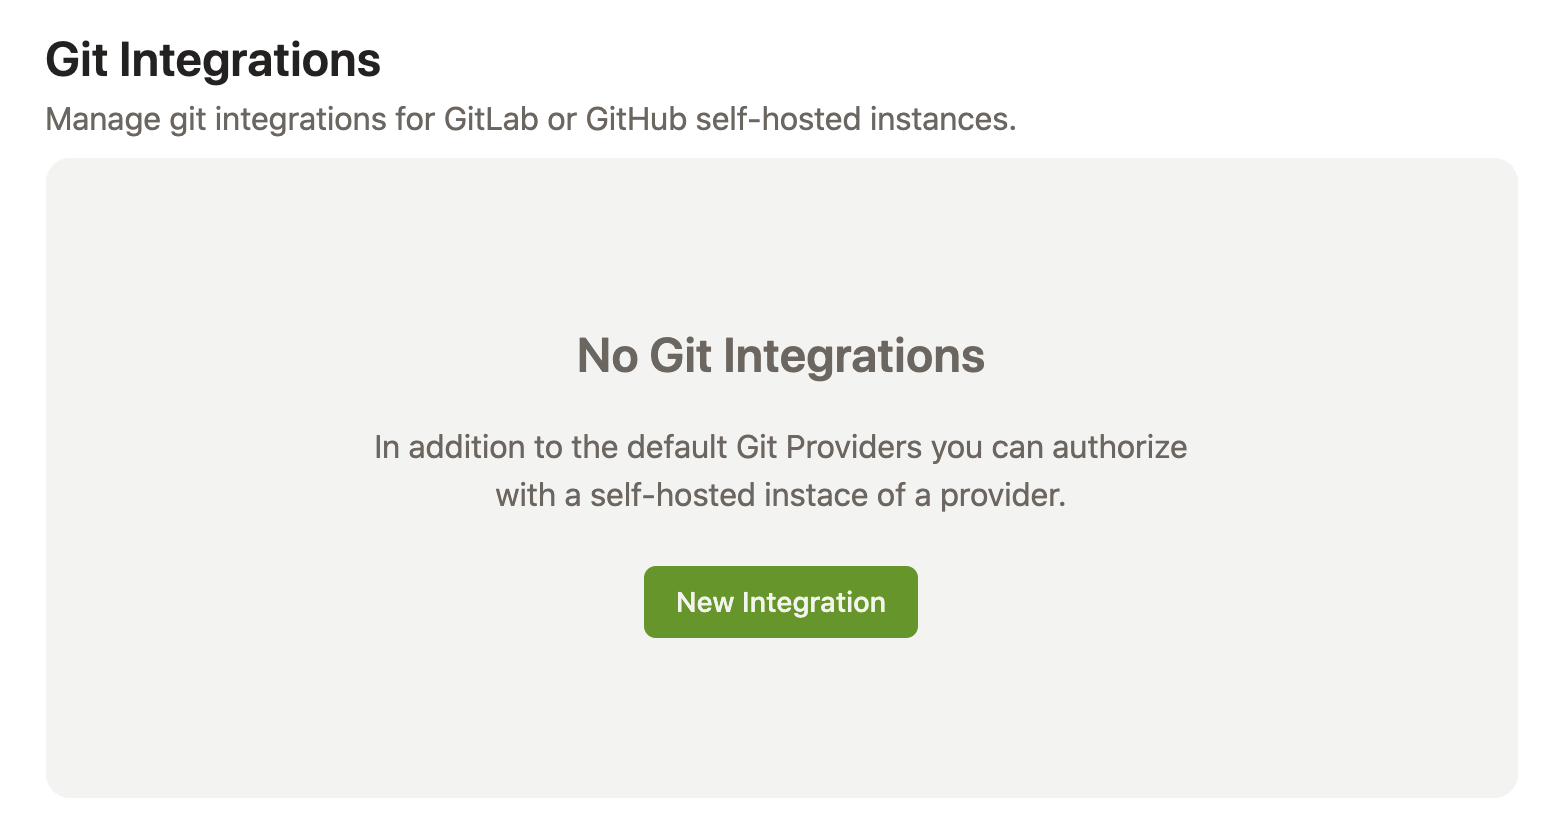 Git Integrations
Manage git integrations for GitLab or GitHub self-hosted instances.
No Git Integrations
In addition to the default Git Providers you can authorize
with a self-hosted instace of a provider.
New Integration